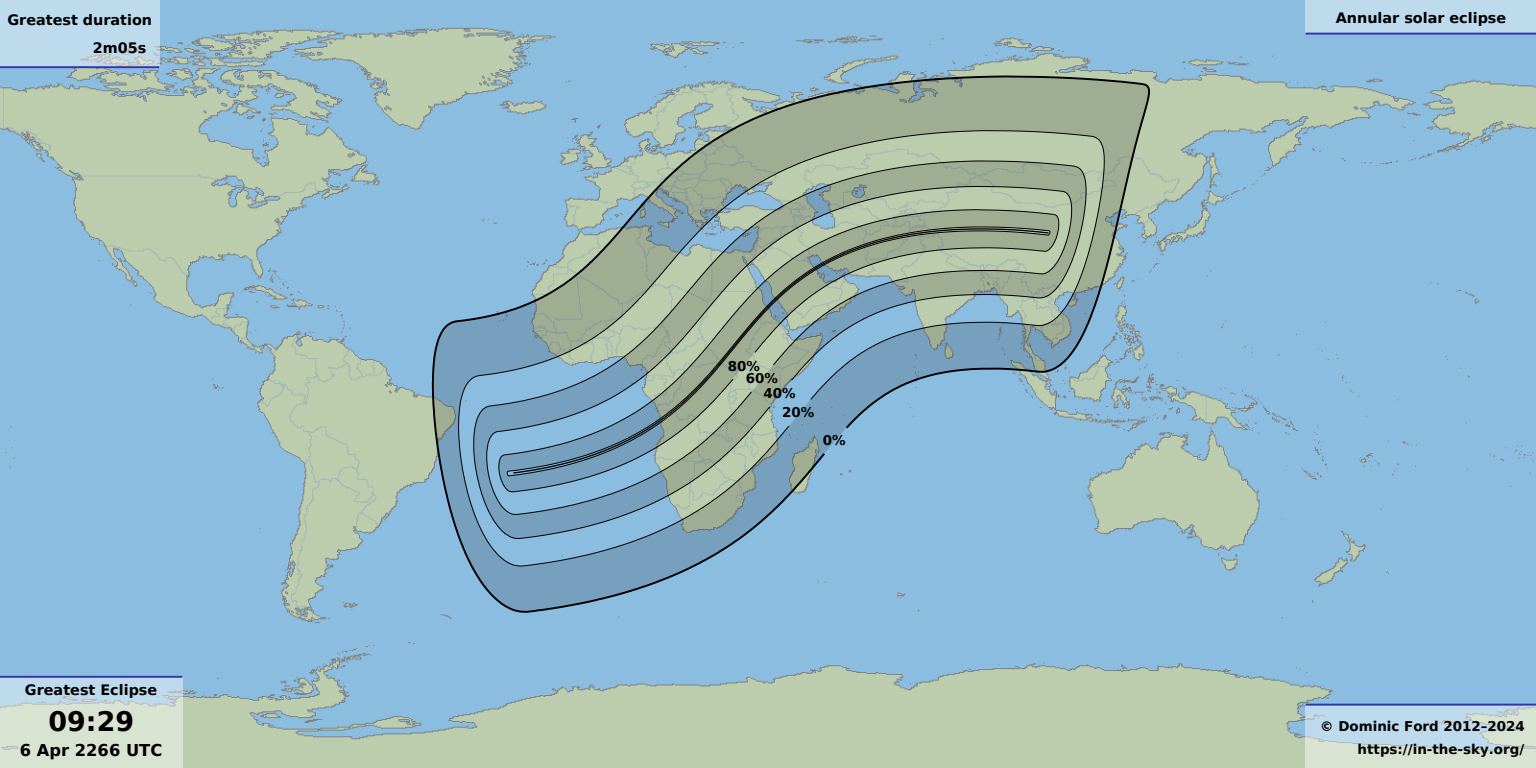 Greatest duration
2m05s
Annular solar eclipse
80%
60%
40%
20%
0%
Greatest Eclipse
09:29
6 Apr 2266 UTC
© Dominic Ford 2012–2024
https://in-the-sky.org/